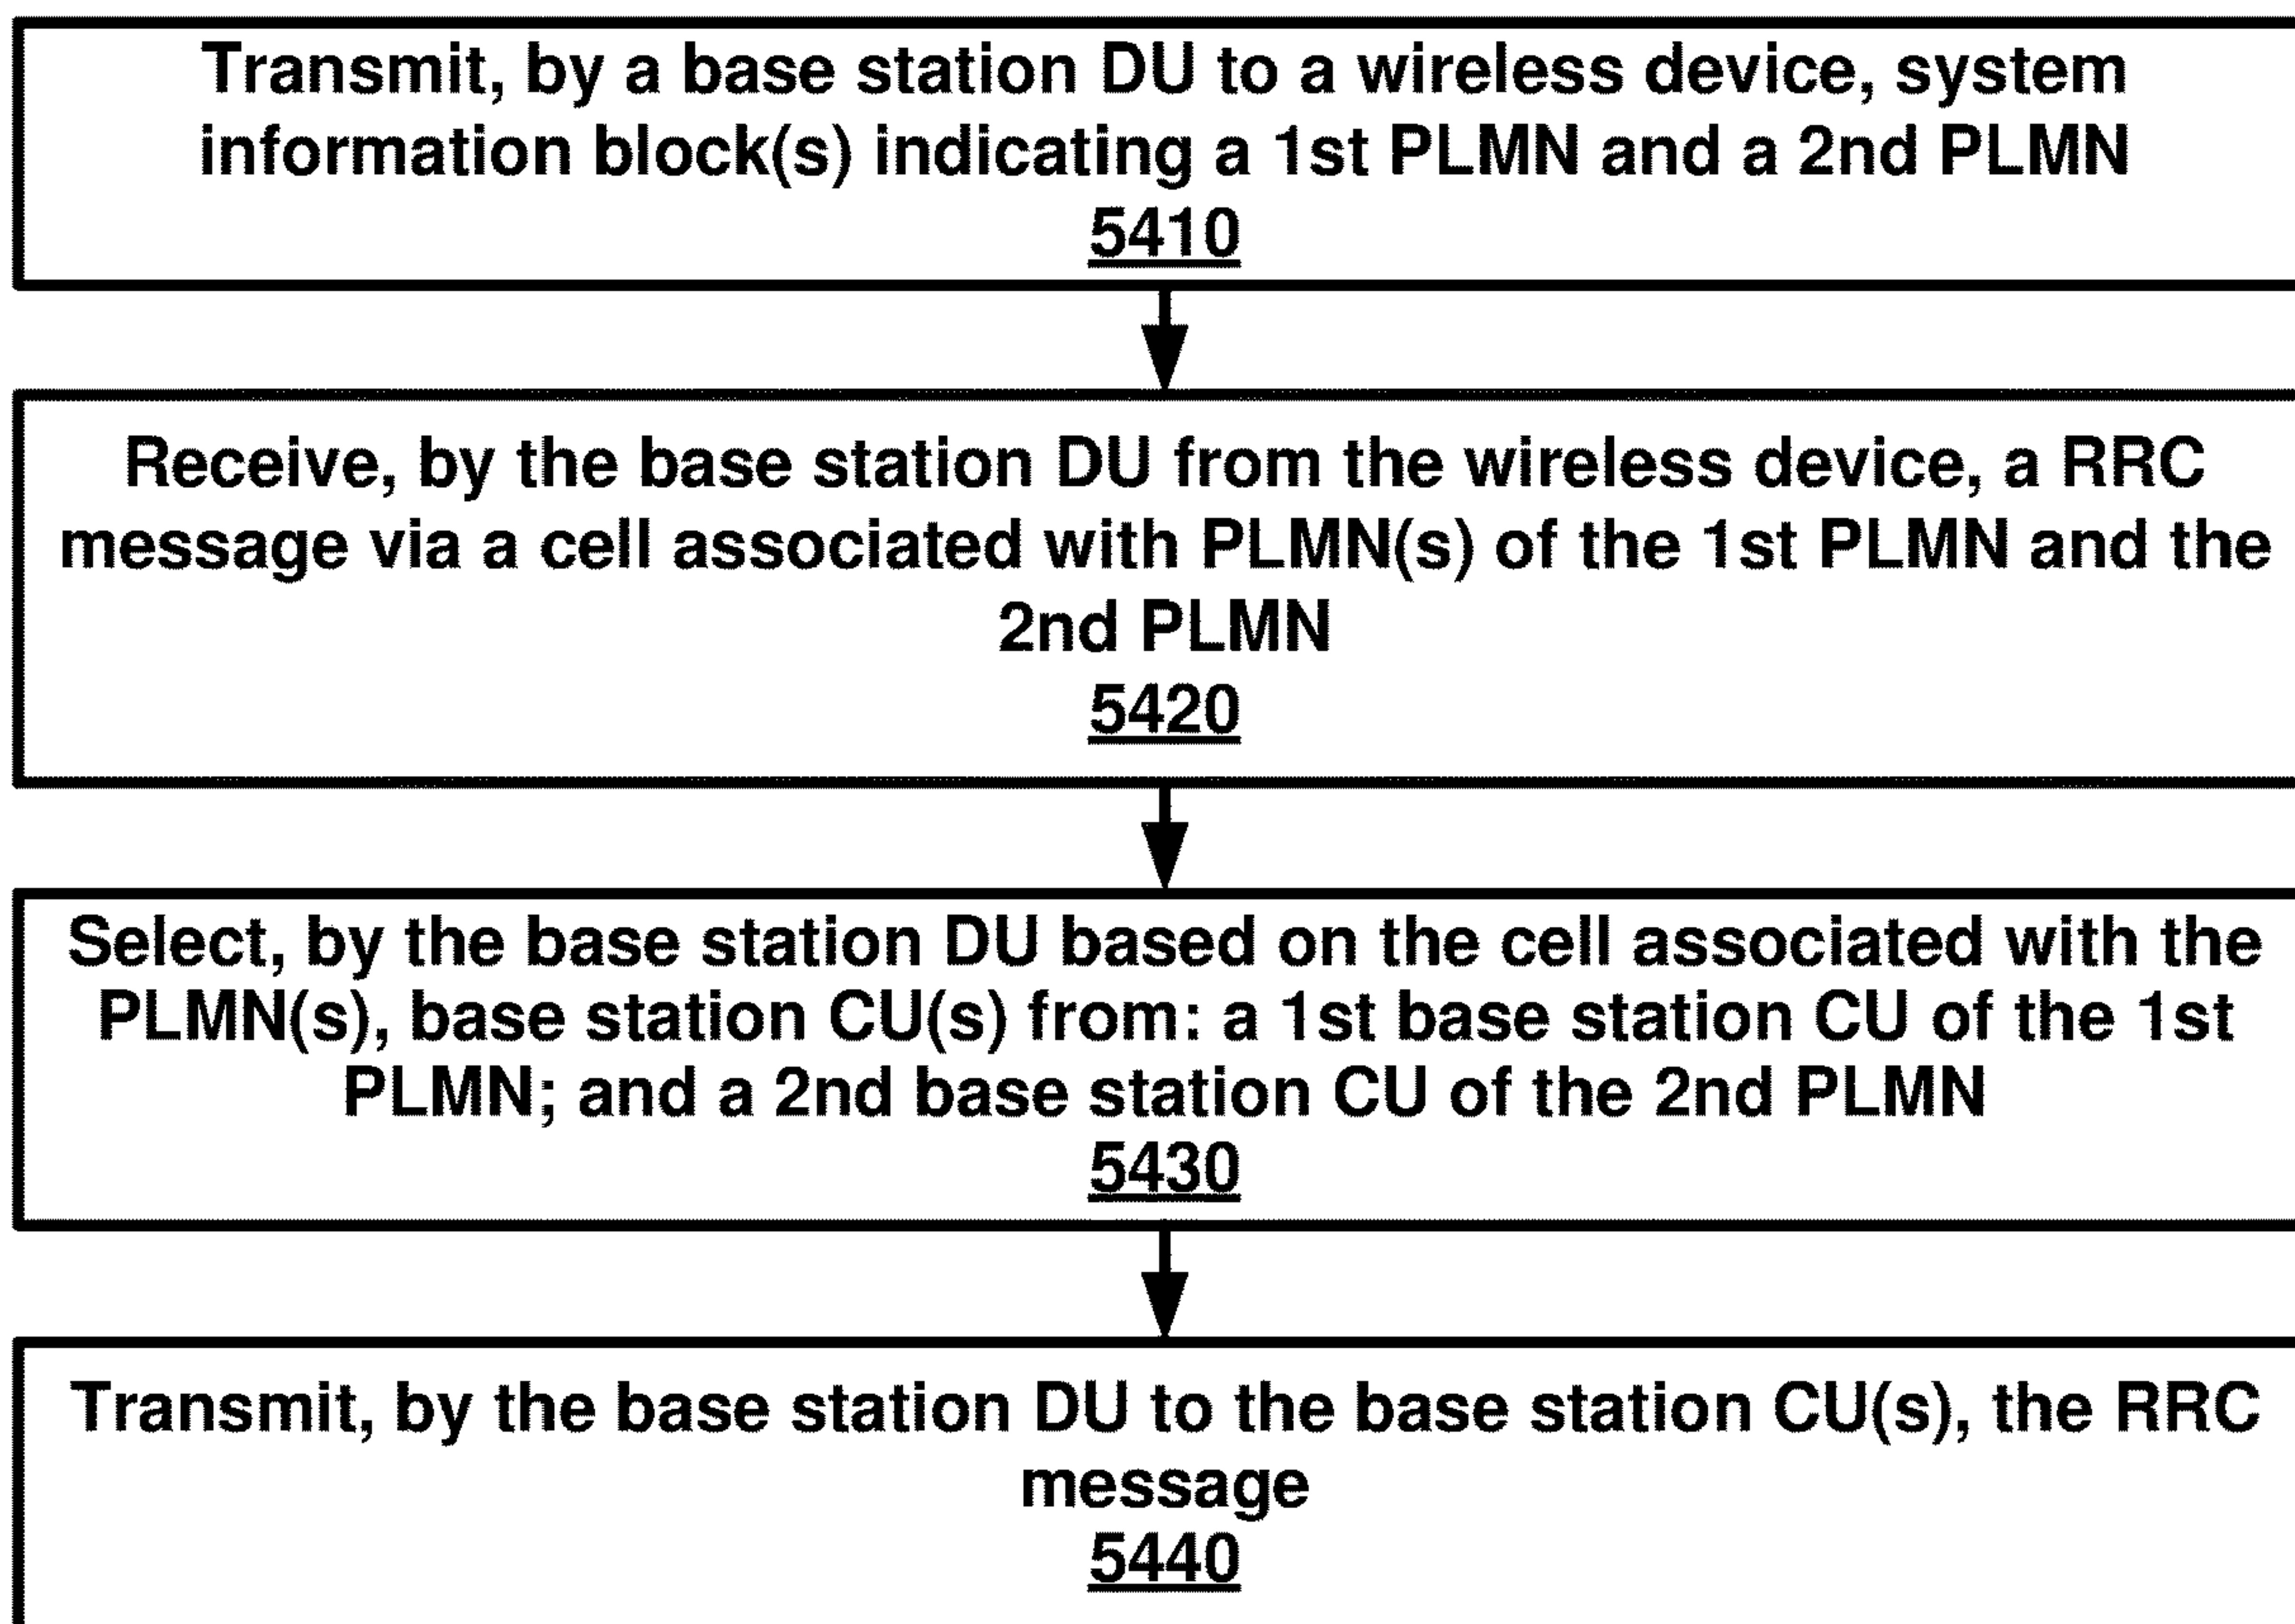 Transmit, by a base station DU to a wireless device, system
information block(s) indicating a 1st PLMN and a 2nd PLMN
5410
Receive, by the base station DU from the wireless device, a RRC
message via a cell associated with PLMN(s) of the 1st PLMN and the
2nd PLMN
5420
Select, by the base station DU based on the cell associated with the
PLMN(s), base station CU(s) from: a 1st base station CU of the 1st
PLMN; and a 2nd base station CU of the 2nd PLMN
5430
Transmit, by the base station DU to the base station CU(s), the RRC
message
5440